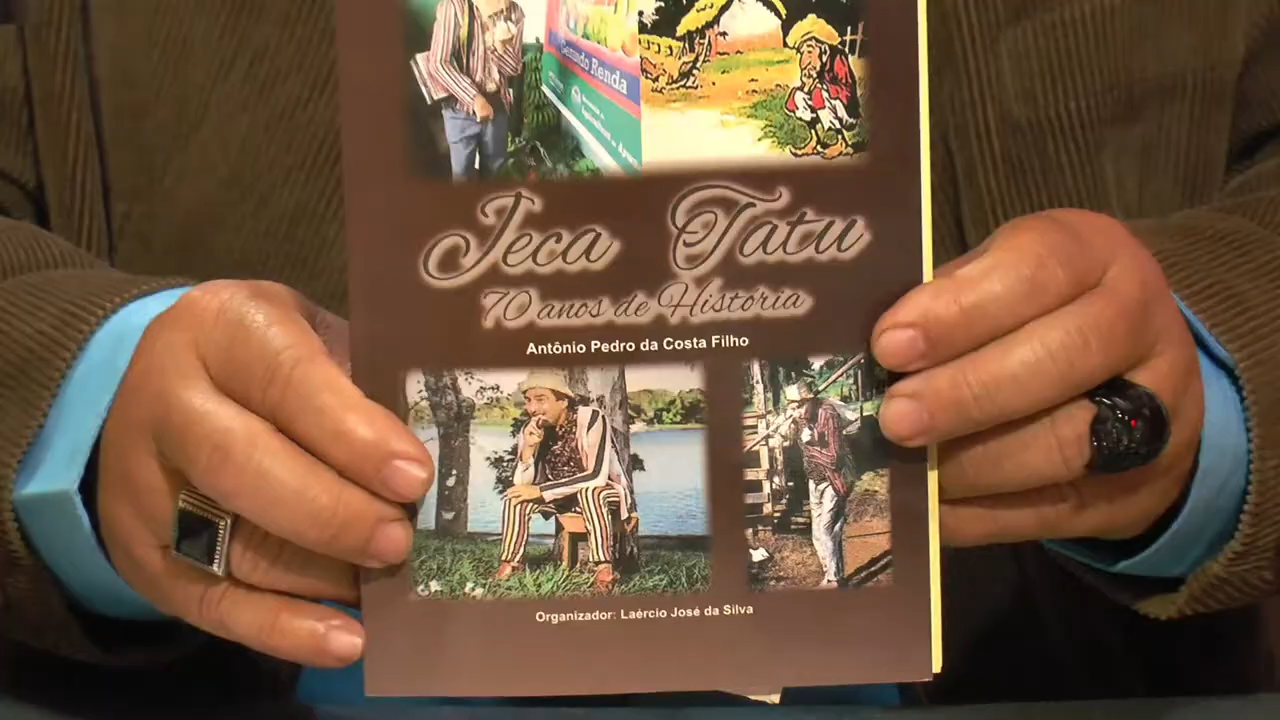 Gerando Renda
Jeca Tatu
70 anos de História
Antônio Pedro da Costa Filho
Organizador: Laércio José da Silva